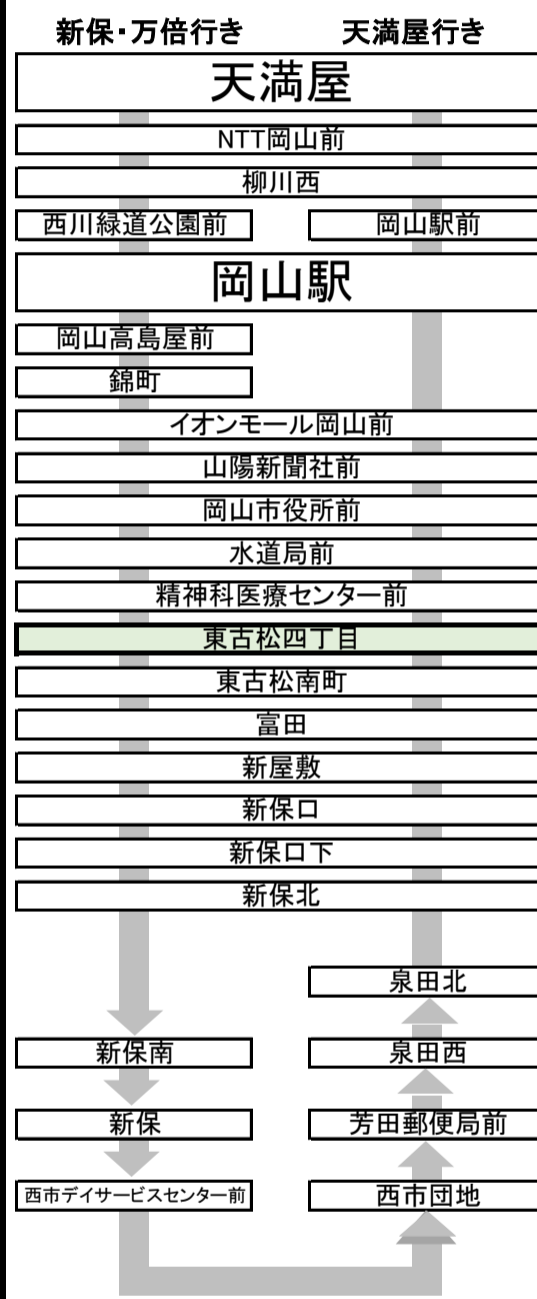 新保・万倍行き 天満屋行き
天満屋
NTT岡山前
柳川西
西川緑道公園前 岡山駅前
岡山駅
岡山高島屋前
錦町
イオンモール岡山前
山陽新聞社前
岡山市役所前
水道局前
精神科医療センター前
東古松四丁目
東古松南町
富田
新屋敷
新保口
新保口下
新保北
泉田北
新保南 泉田西
新保 芳田郵便局前
西市デイサービスセンター前 西市団地